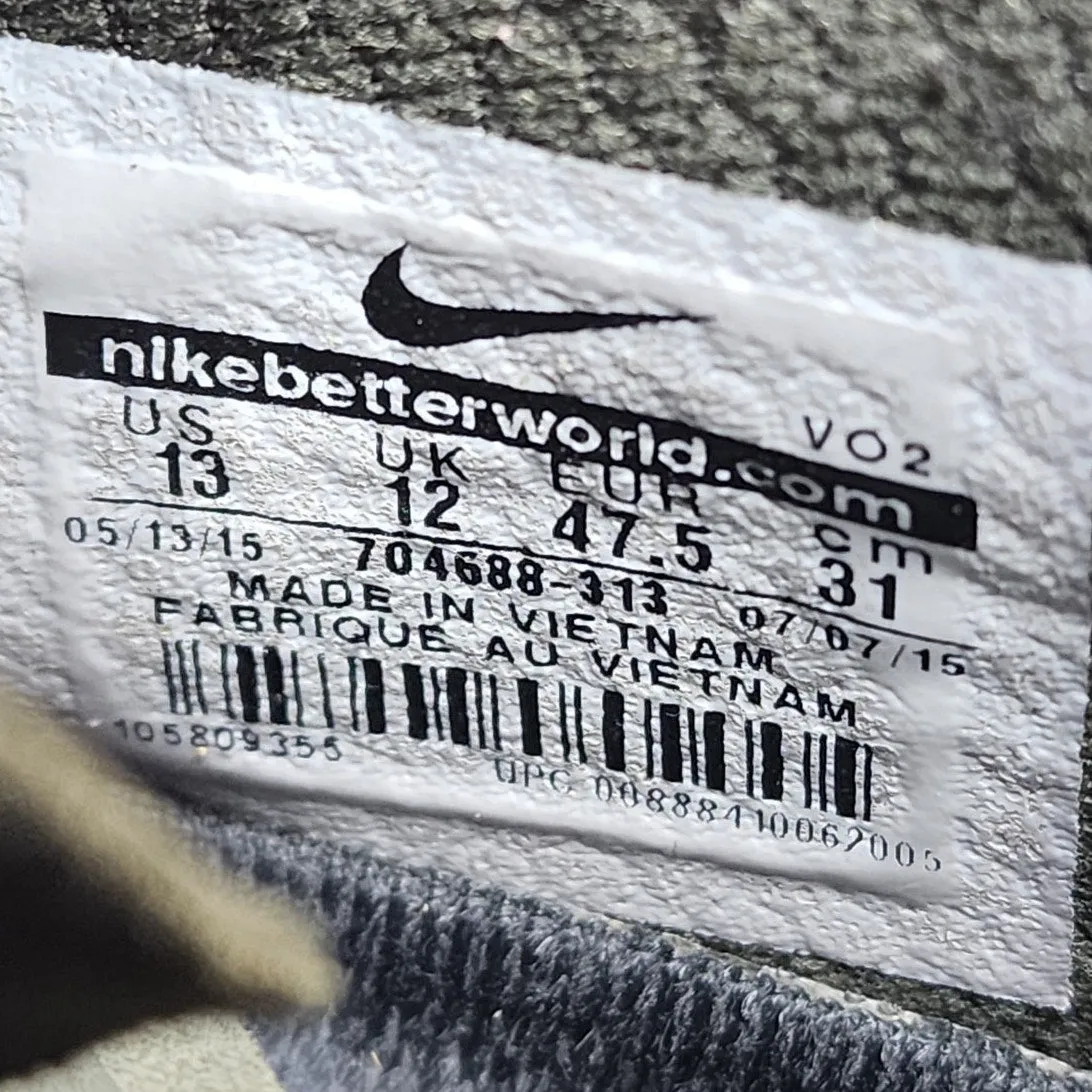 nikebetterworld.com
VO2
US UK EUR cm
13 12 47.5 31
05/13/15 704688-313 07/07/15
MADE IN VIETNAM
FABRIQUE AU VIETNAM
UPC 00888410062005